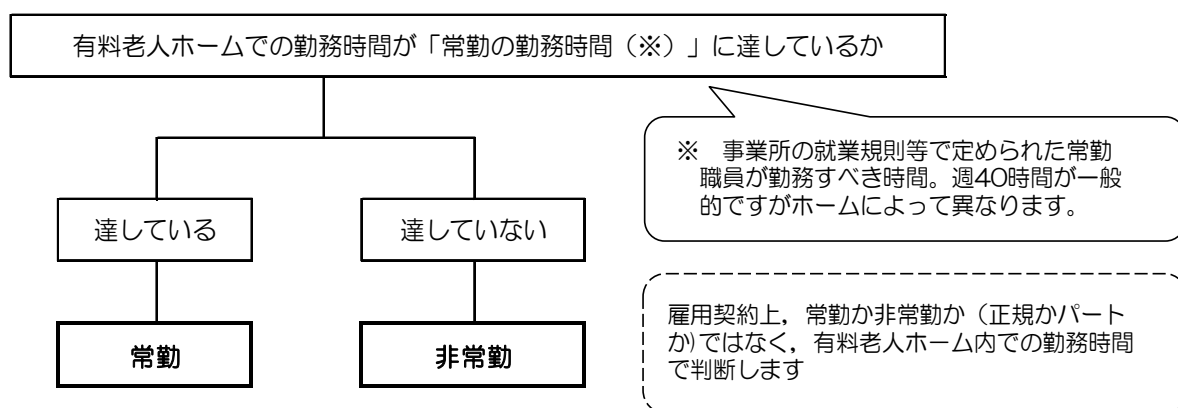 有料老人ホームでの勤務時間が「常勤の勤務時間（※）」に達しているか
※　事業所の就業規則等で定められた常勤
職員が勤務すべき時間。週40時間が一般
的ですがホームによって異なります。
達している
達していない
雇用契約上，常勤か非常勤か（正規かパート
か)ではなく，有料老人ホーム内での勤務時間
で判断します
常勤
非常勤